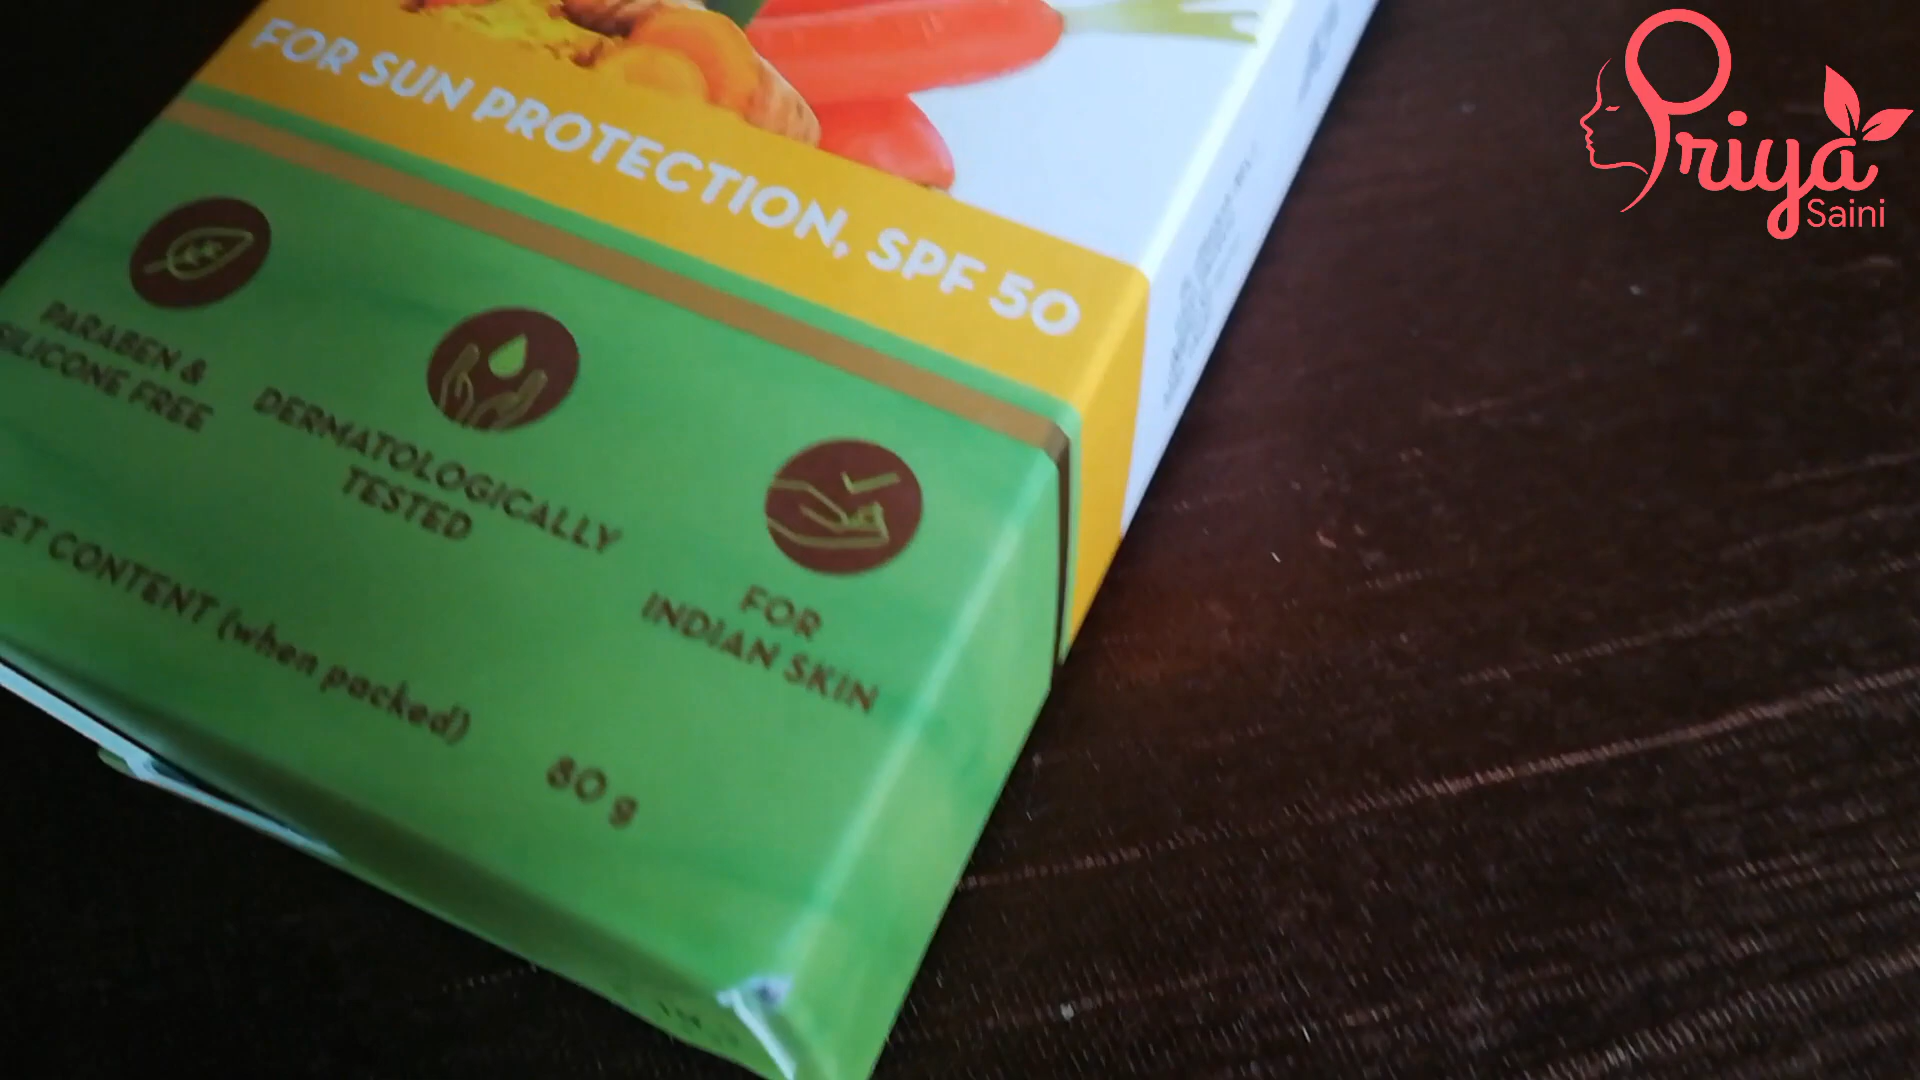 FOR SUN PROTECTION, SPF 50
PARABEN &
SILICONE FREE
DERMATOLOGICALLY
TESTED
FOR
INDIAN SKIN
CONTENT (when packed) 80 g
Priya
Saini